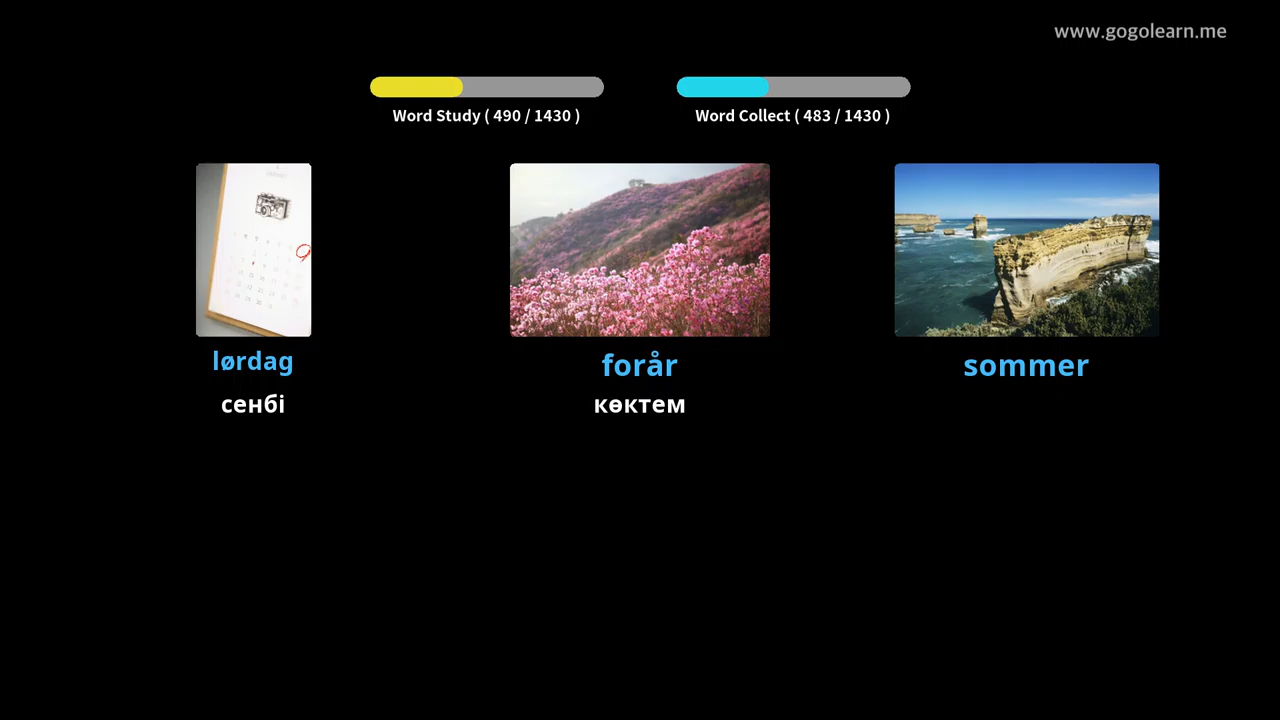 www.gogolearn.me
Word Study ( 490 / 1430 )
Word Collect ( 483 / 1430 )
lørdag
forår
sommer
сенбі
көктем